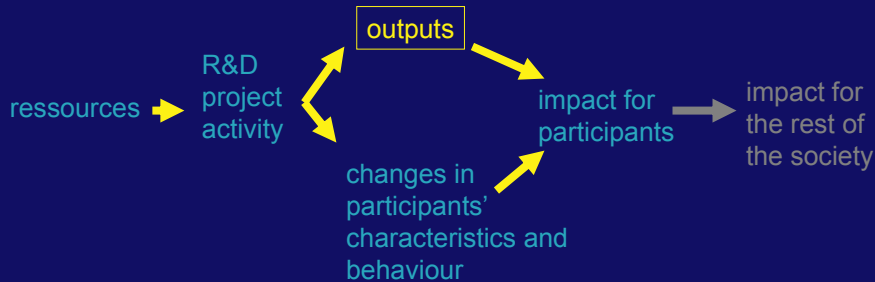 ressources
R&D
project
activity
outputs
changes in
participants’
characteristics and
behaviour
impact for
participants
impact for
the rest of
the society